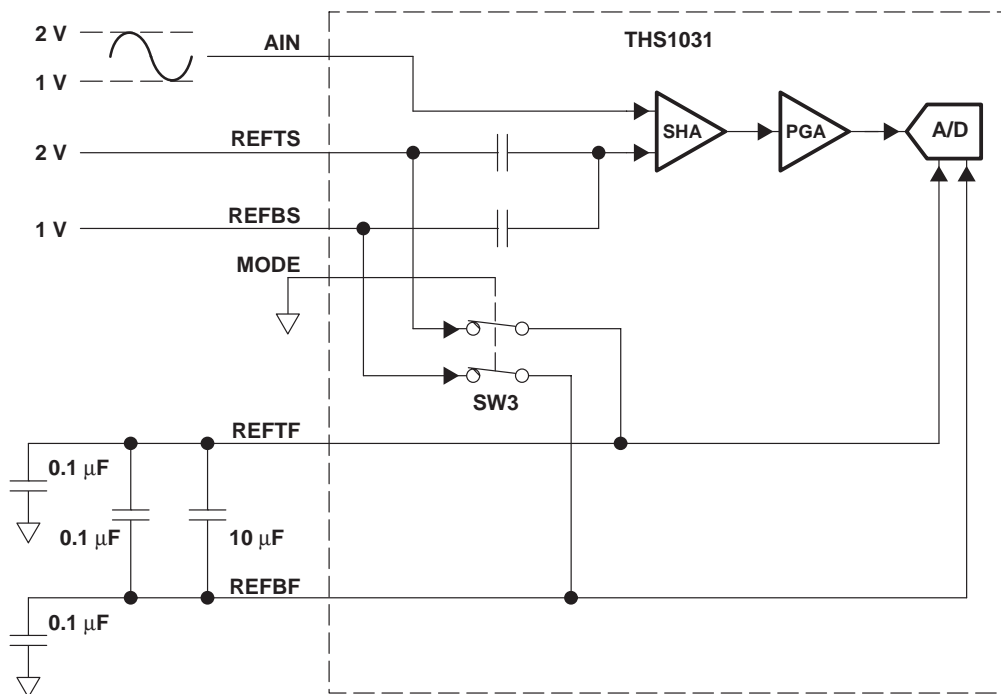 2 V
AIN
THS1031
1 V
SHA
PGA
A/D
REFTS
2 V
REFBS
1 V
MODE
SW3
REFTF
0.1 μF
0.1 μF
10 μF
REFBF
0.1 μF